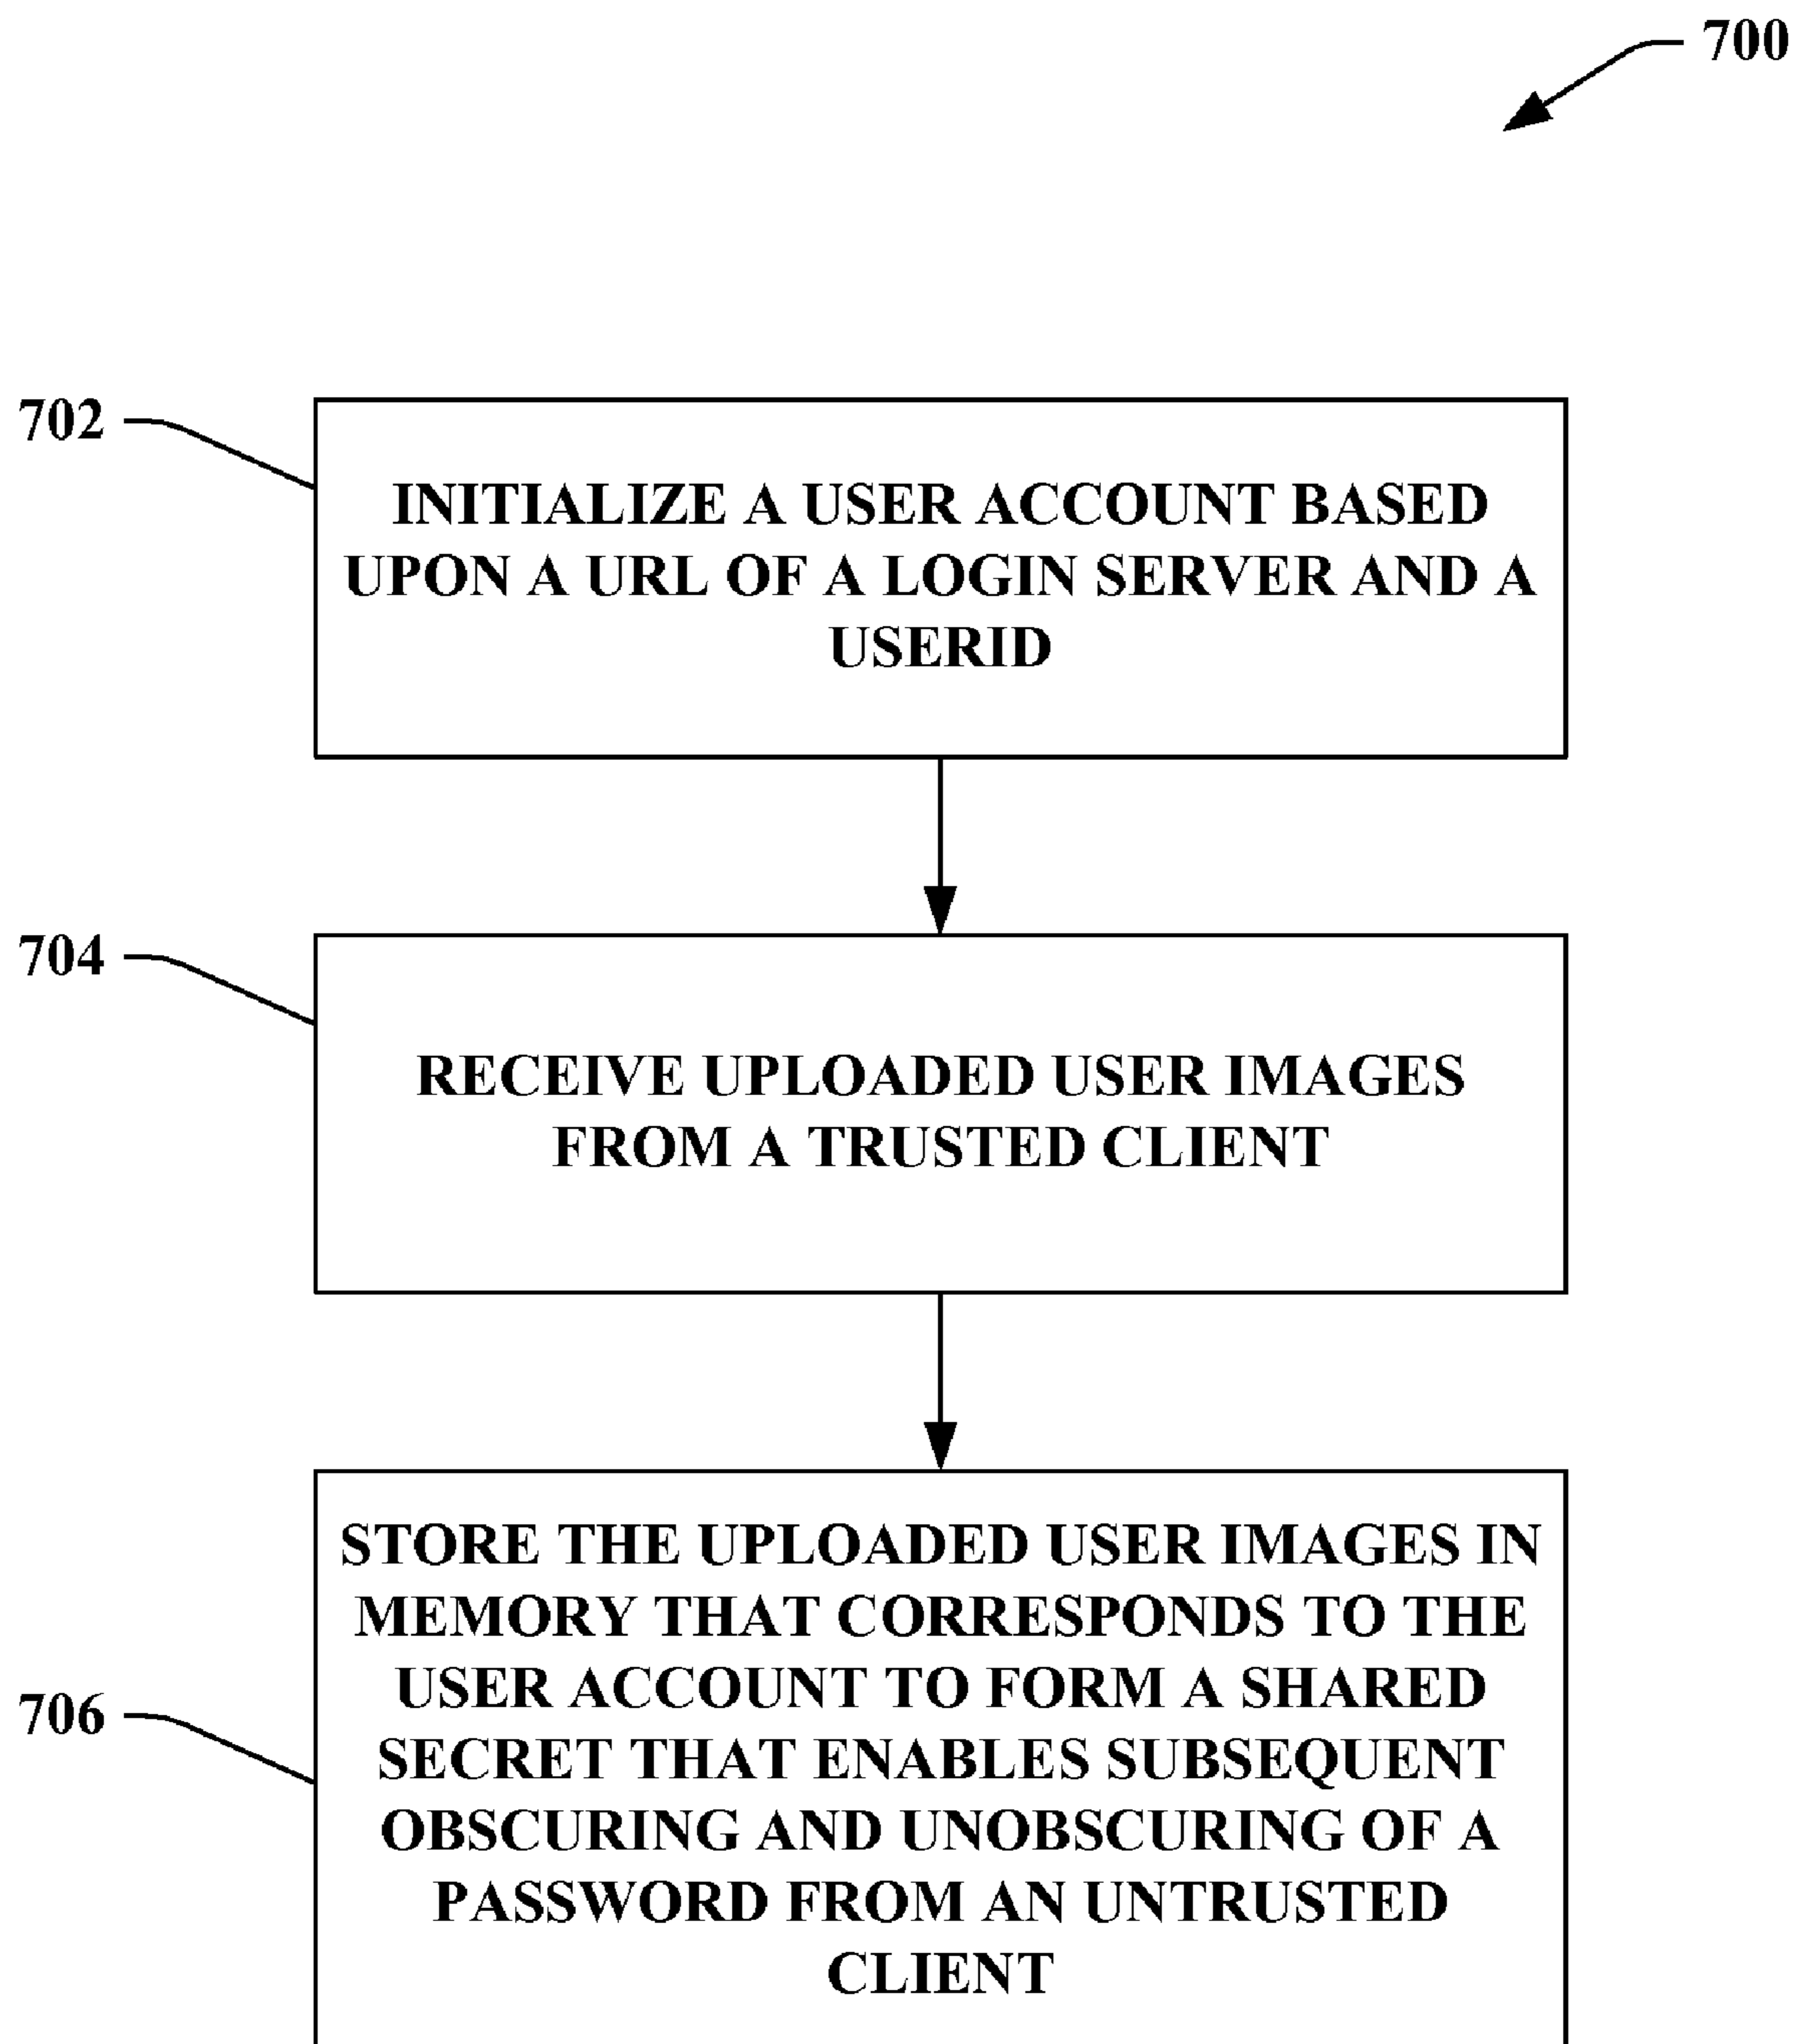 700
702
INITIALIZE A USER ACCOUNT BASED
UPON A URL OF A LOGIN SERVER AND A
USERID
704
RECEIVE UPLOADED USER IMAGES
FROM A TRUSTED CLIENT
706
STORE THE UPLOADED USER IMAGES IN
MEMORY THAT CORRESPONDS TO THE
USER ACCOUNT TO FORM A SHARED
SECRET THAT ENABLES SUBSEQUENT
OBSCURING AND UNOBSCURING OF A
PASSWORD FROM AN UNTRUSTED
CLIENT